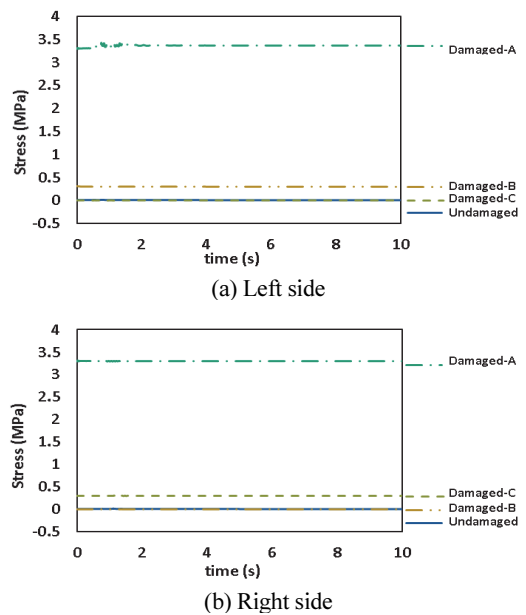 4
3.5
3
2.5
2
1.5
1
0.5
0
-0.5
Stress (MPa)
0 2 4 6 8 10
time (s)
Damaged-A
Damaged-B
Damaged-C
Undamaged
(a) Left side
4
3.5
3
2.5
2
1.5
1
0.5
0
-0.5
Stress (MPa)
0 2 4 6 8 10
time (s)
Damaged-A
Damaged-C
Damaged-B
Undamaged
(b) Right side